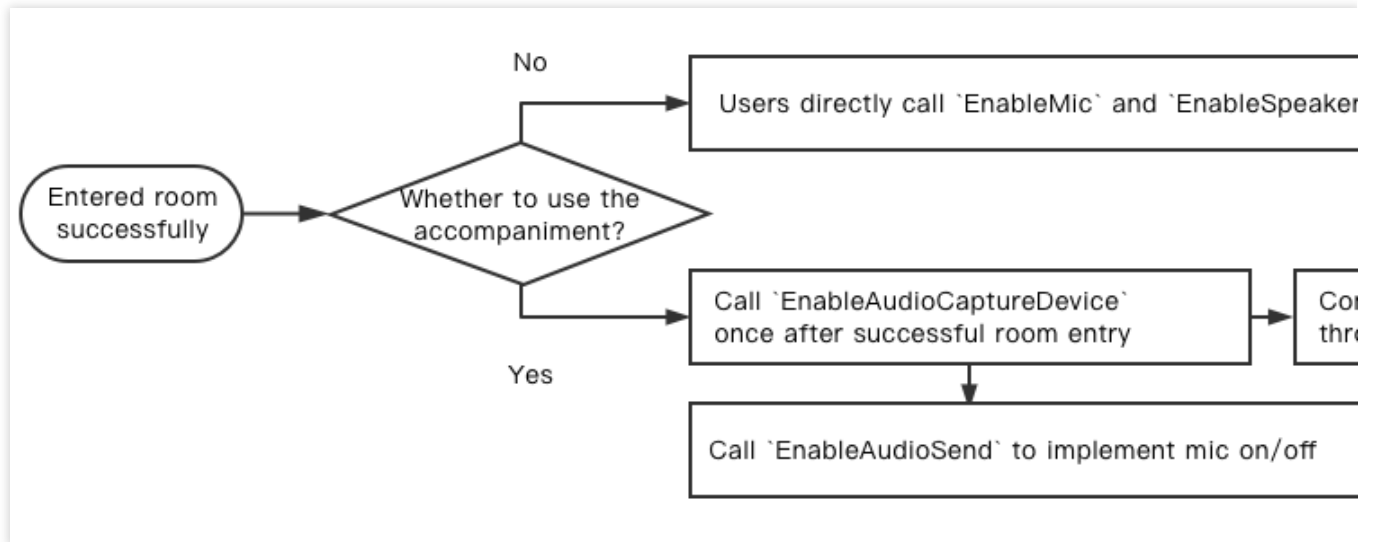 No
Users directly call `EnableMic` and `EnableSpeaker
Entered room
successfully
Whether to use the
accompaniment?
Call `EnableAudioCaptureDevice`
once after successful room entry
Yes
Call `EnableAudioSend` to implement mic on/off